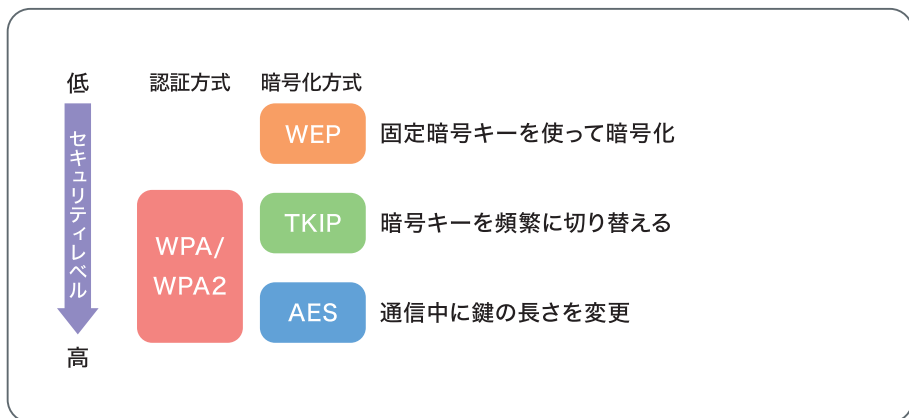 低
認証方式
暗号化方式
セキュリティレベル
WEP
固定暗号キーを使って暗号化
WPA/
WPA2
TKIP
暗号キーを頻繁に切り替える
AES
通信中に鍵の長さを変更
高